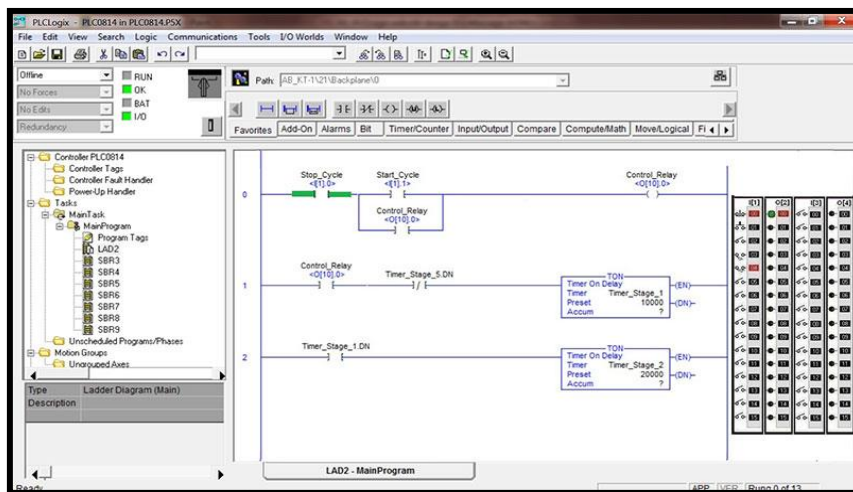 PLCLogix - PLC0814 in PLC0814.P5X
File Edit View Search Logic Communications Tools I/O Worlds Window Help
Offline
RUN
No Forces
OK
No Edits
BAT
Redundancy
I/O
Path: AB_KT-1\21\Backplane\0
Favorites Add-On Alarms Bit Timer/Counter Input/Output Compare Compute/Math Move/Logical
Controller PLC0814
Controller Tags
Controller Fault Handler
Power-Up Handler
Tasks
MainTask
MainProgram
Program Tags
LAD2
SBR3
SBR4
SBR5
SBR6
SBR7
SBR8
SBR9
Unscheduled Programs/Phases
Motion Groups
Ungrouped Axes
Type Ladder Diagram (Main)
Description
0
Stop_Cycle
<I[1].0>
Start_Cycle
<I[1].1>
Control_Relay
<O[10].0>
Control_Relay
<O[10].0>
1
Control_Relay
<O[10].0>
Timer_Stage_5.DN
TON
Timer On Delay
Timer Timer_Stage_1
Preset 10000
Accum ?
(EN)
(DN)
2
Timer_Stage_1.DN
TON
Timer On Delay
Timer Timer_Stage_2
Preset 20000
Accum ?
(EN)
(DN)
I[1] O[2] I[3] O[4]
LAD2 - MainProgram
Ready
APP VER Rung 0 of 13